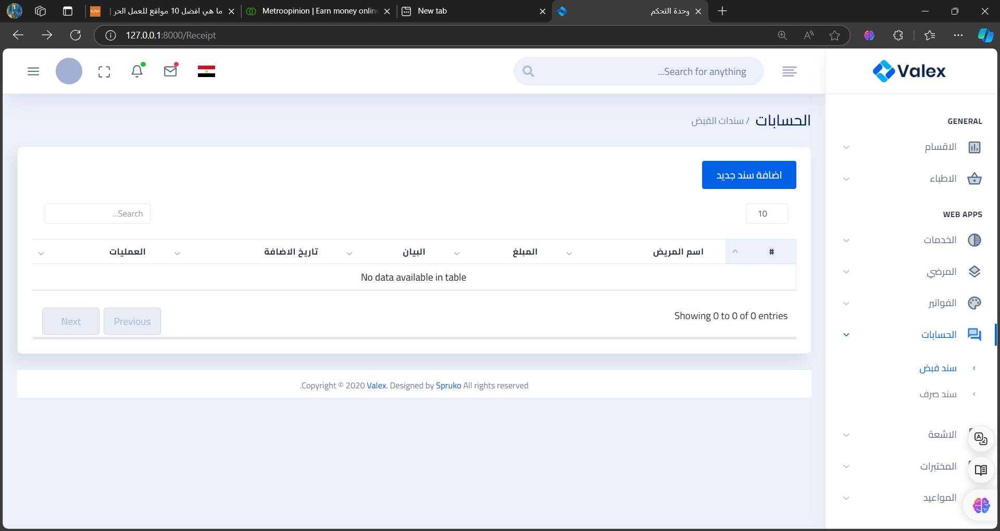 ما هي افضل 10 مواقع للعمل الحر |
Metroopinion | Earn money online
New tab
وحدة التحكم
127.0.0.1:8000/Receipt
Search for anything...
Valex
الحسابات / سندات القبض
GENERAL
الاقسام
الاطباء
WEB APPS
الخدمات
المرضي
الفواتير
الحسابات
سند قبض
سند صرف
الاشعة
المختبرات
المواعيد
اضافة سند جديد
10
Search...
# اسم المريض المبلغ البيان تاريخ الاضافة العمليات
No data available in table
Showing 0 to 0 of 0 entries
Previous
Next
Copyright © 2020 Valex. Designed by Spruko All rights reserved.